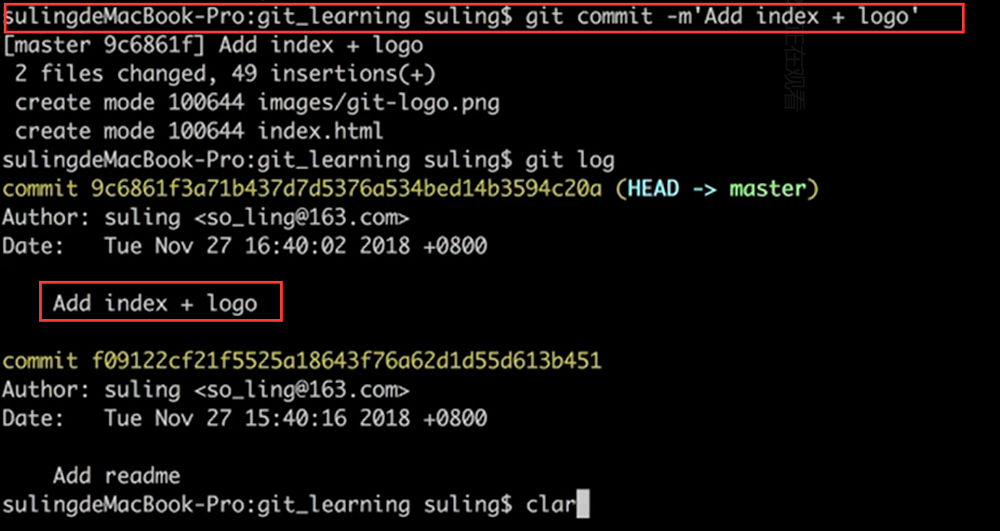 sulingdeMacBook-Pro:git_learning suling$ git commit -m'Add index + logo'
[master 9c6861f] Add index + logo
 2 files changed, 49 insertions(+)
 create mode 100644 images/git-logo.png
 create mode 100644 index.html
sulingdeMacBook-Pro:git_learning suling$ git log
commit 9c6861f3a71b437d7d5376a534bed14b3594c20a (HEAD -> master)
Author: suling <so_ling@163.com>
Date:   Tue Nov 27 16:40:02 2018 +0800
    Add index + logo
commit f09122cf21f5525a18643f76a62d1d55d613b451
Author: suling <so_ling@163.com>
Date:   Tue Nov 27 15:40:16 2018 +0800
    Add readme
sulingdeMacBook-Pro:git_learning suling$ clar
正在观看